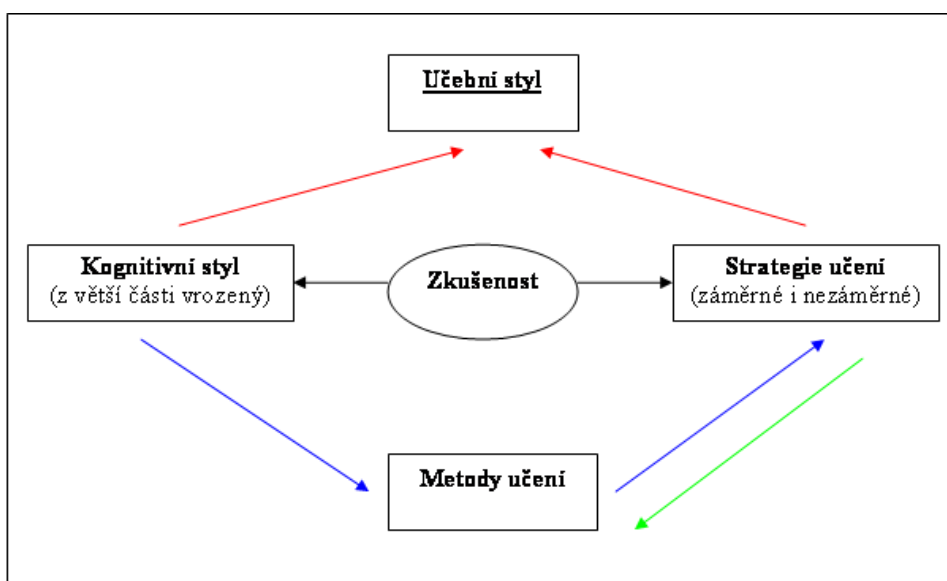 Učební styl
Kognitivní styl
(z větší části vrozený)
Zkušenost
Strategie učení
(záměrné i nezáměrné)
Metody učení